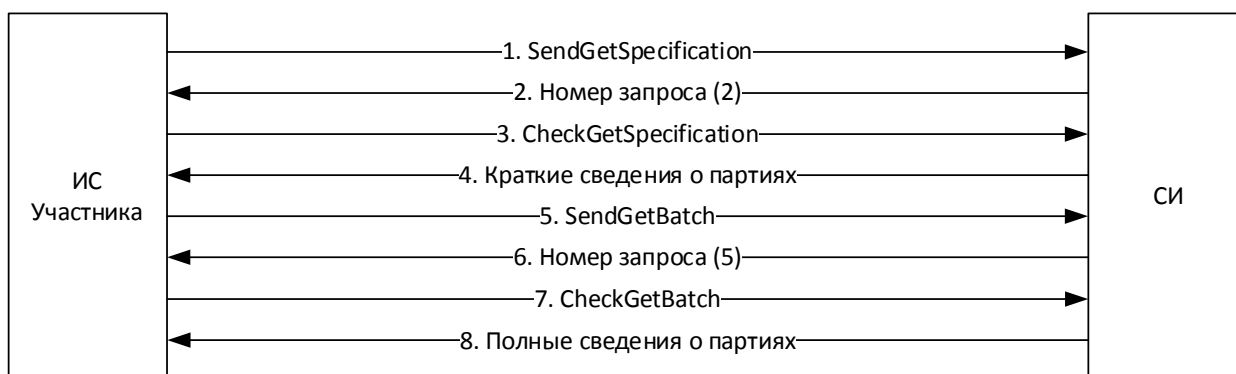 1. SendGetSpecification
2. Номер запроса (2)
3. CheckGetSpecification
4. Краткие сведения о партиях
ИС
Участника
СИ
5. SendGetBatch
6. Номер запроса (5)
7. CheckGetBatch
8. Полные сведения о партиях